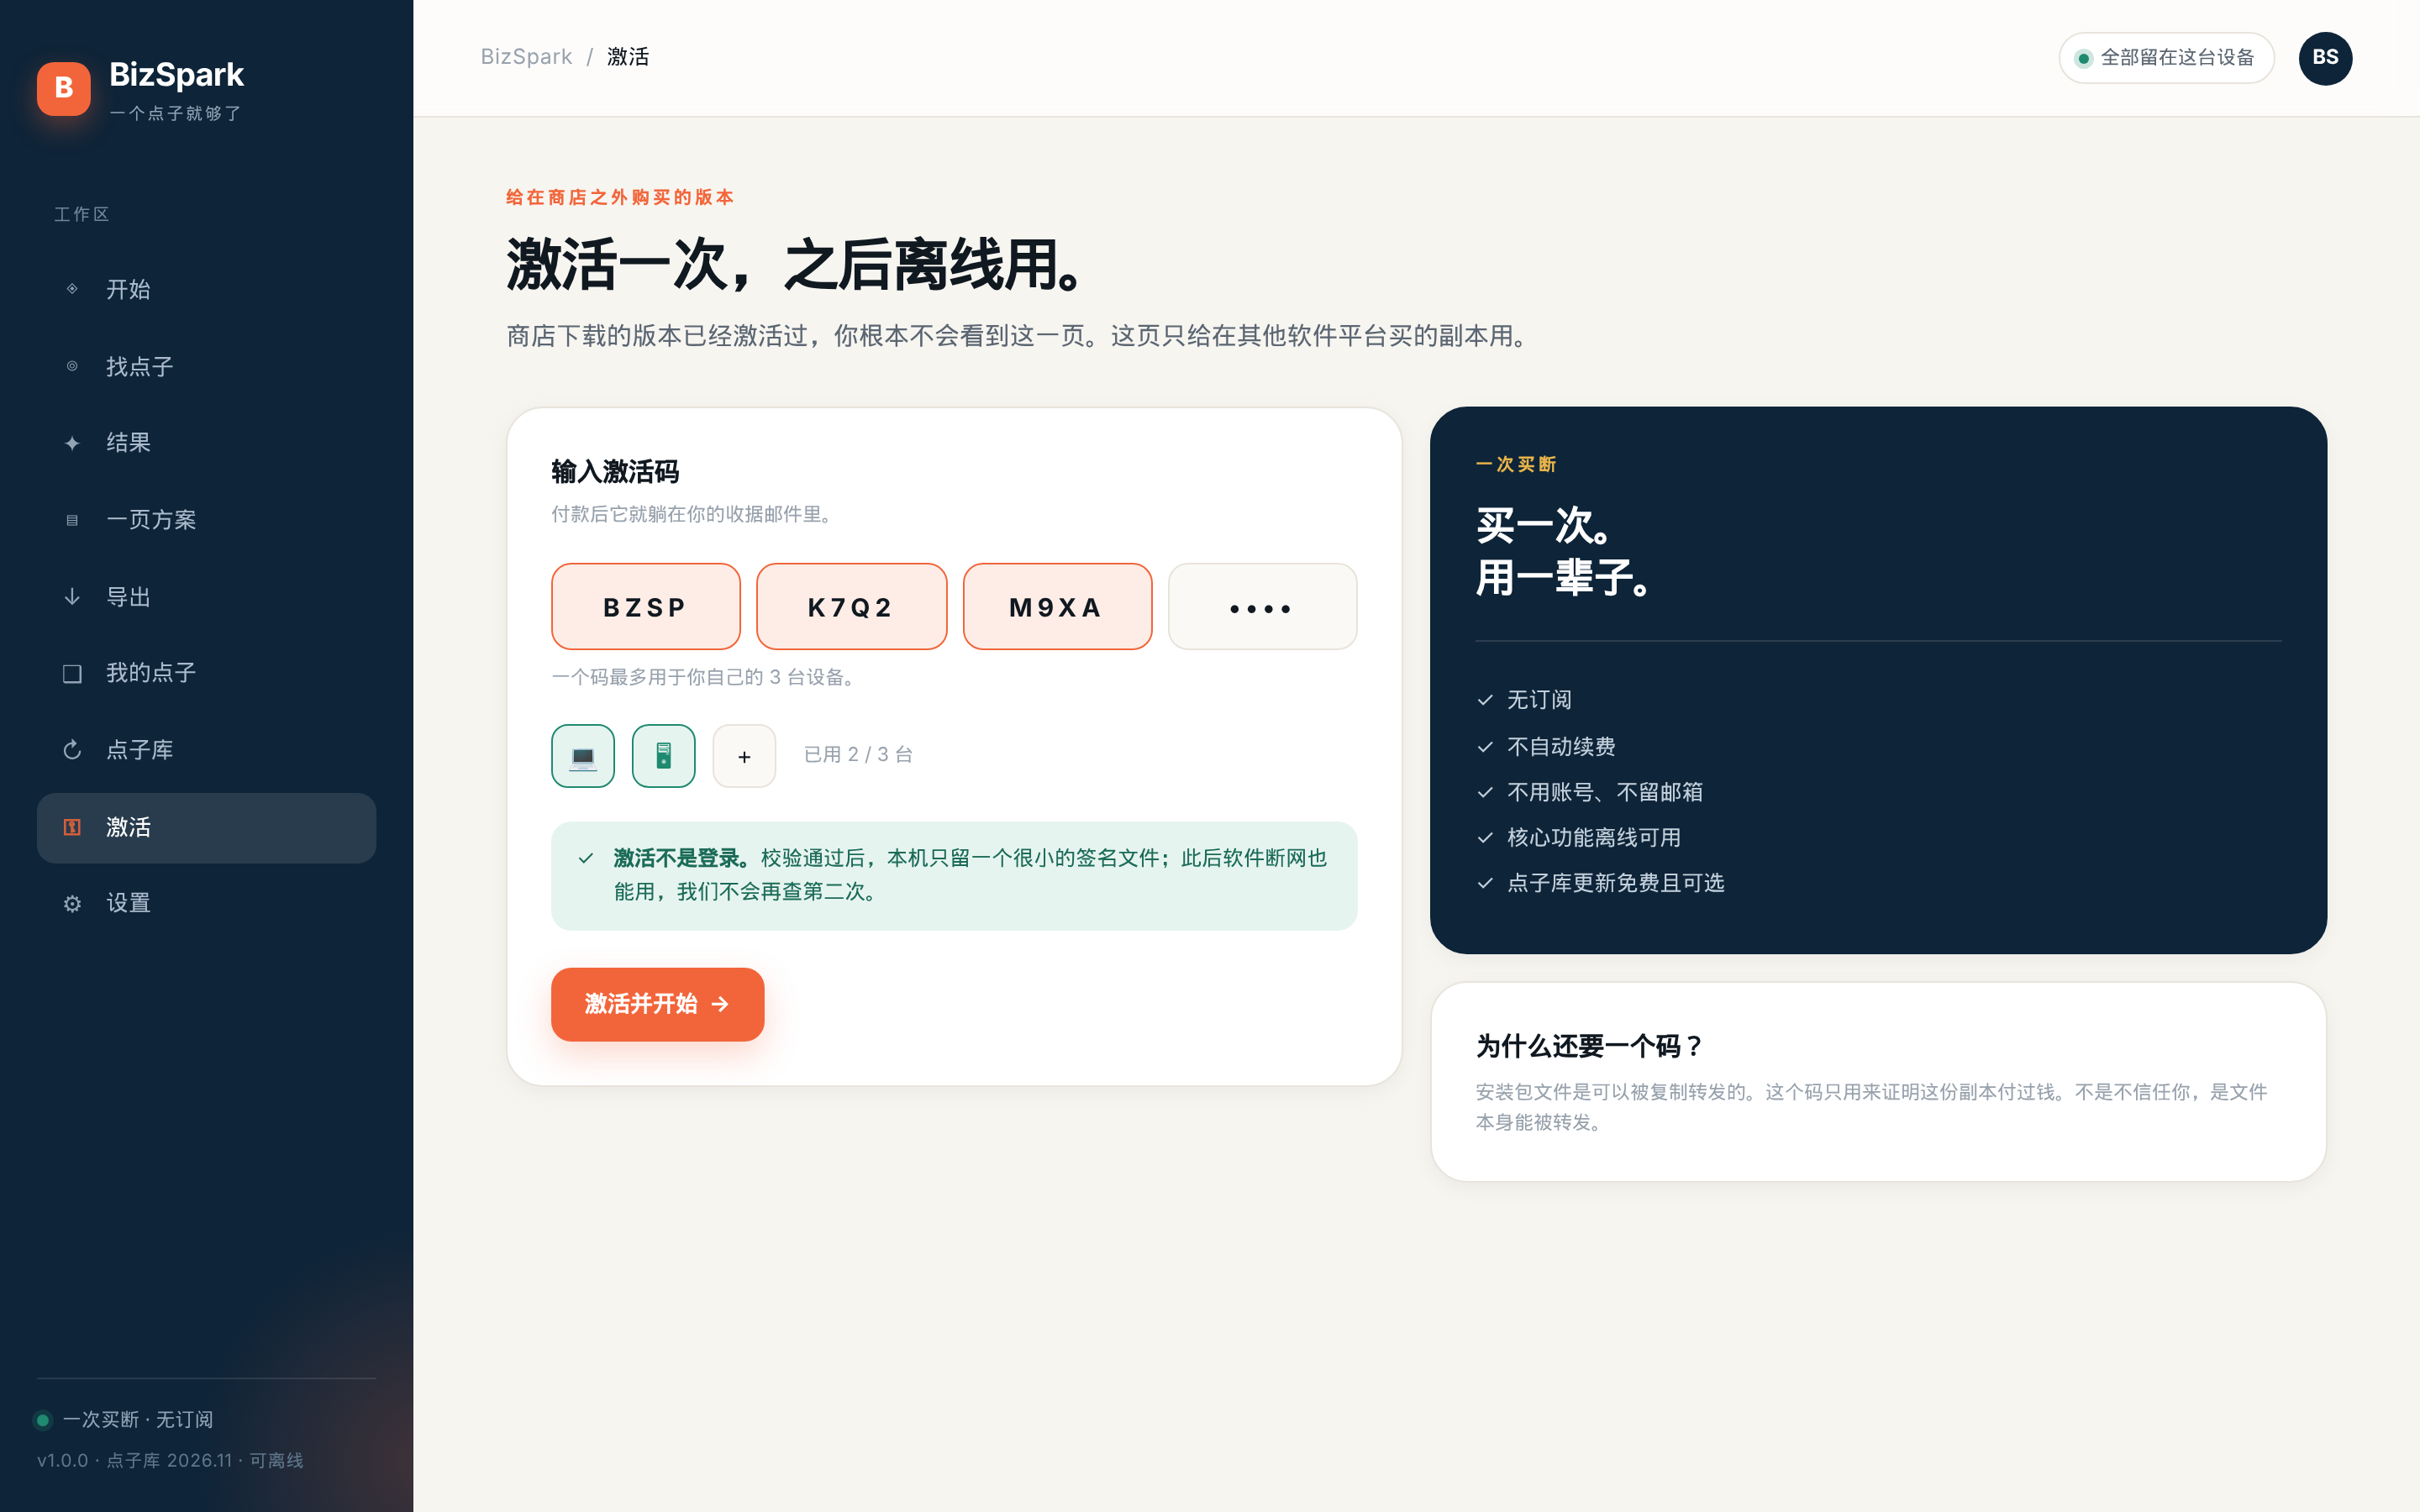 B
BizSpark
一个点子就够了
工作区
开始
找点子
结果
一页方案
导出
我的点子
点子库
激活
设置
一次买断 · 无订阅
v1.0.0 · 点子库 2026.11 · 可离线
BizSpark / 激活
全部留在这台设备
BS
给在商店之外购买的版本
激活一次，之后离线用。
商店下载的版本已经激活过，你根本不会看到这一页。这页只给在其他软件平台买的副本用。
输入激活码
付款后它就躺在你的收据邮件里。
BZSP K7Q2 M9XA ••••
一个码最多用于你自己的 3 台设备。
+ 已用 2 / 3 台
✓ 激活不是登录。校验通过后，本机只留一个很小的签名文件；此后软件断网也
能用，我们不会再查第二次。
激活并开始 →
一次买断
买一次。
用一辈子。
✓ 无订阅
✓ 不自动续费
✓ 不用账号、不留邮箱
✓ 核心功能离线可用
✓ 点子库更新免费且可选
为什么还要一个码？
安装包文件是可以被复制转发的。这个码只用来证明这份副本付过钱。不是不信任你，是文件
本身能被转发。